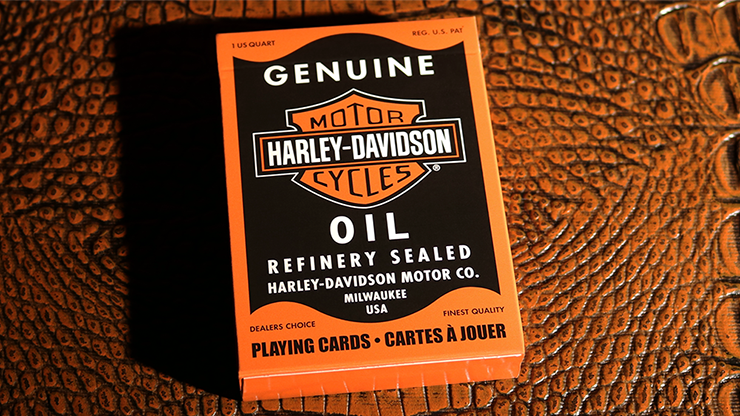 1 US QUART
REG. U.S. PAT
GENUINE
MOTOR
HARLEY-DAVIDSON
CYCLES ®
OIL
REFINERY SEALED
HARLEY-DAVIDSON MOTOR CO.
MILWAUKEE
USA
DEALERS CHOICE
FINEST QUALITY
PLAYING CARDS • CARTES À JOUER